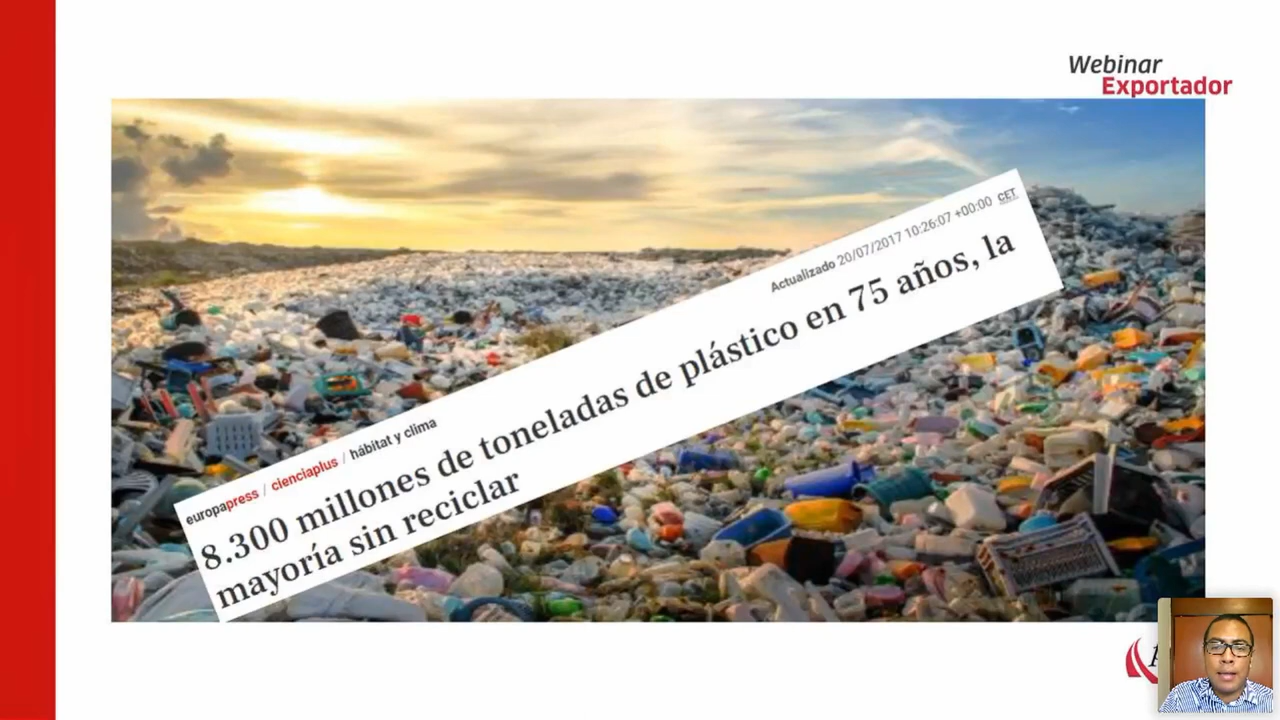 Webinar
Exportador
Actualizado 20/07/2017 10:26:07 +00:00 CET
europapress / cienciaplus / hábitat y clima
8.300 millones de toneladas de plástico en 75 años, la
mayoría sin reciclar